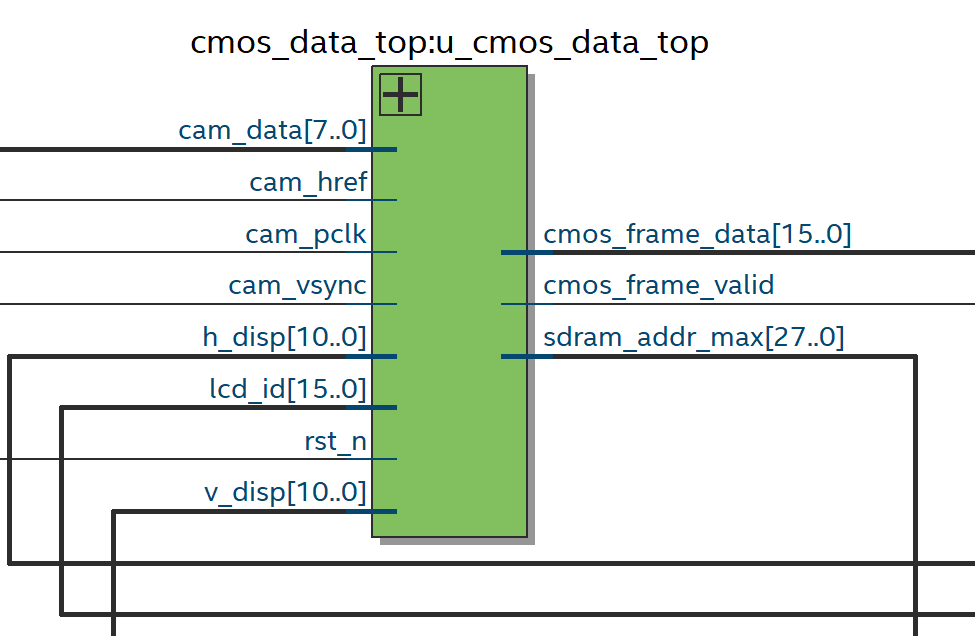 cmos_data_top:u_cmos_data_top
cam_data[7..0]
cam_href
cam_pclk
cam_vsync
h_disp[10..0]
lcd_id[15..0]
rst_n
v_disp[10..0]
cmos_frame_data[15..0]
cmos_frame_valid
sdram_addr_max[27..0]